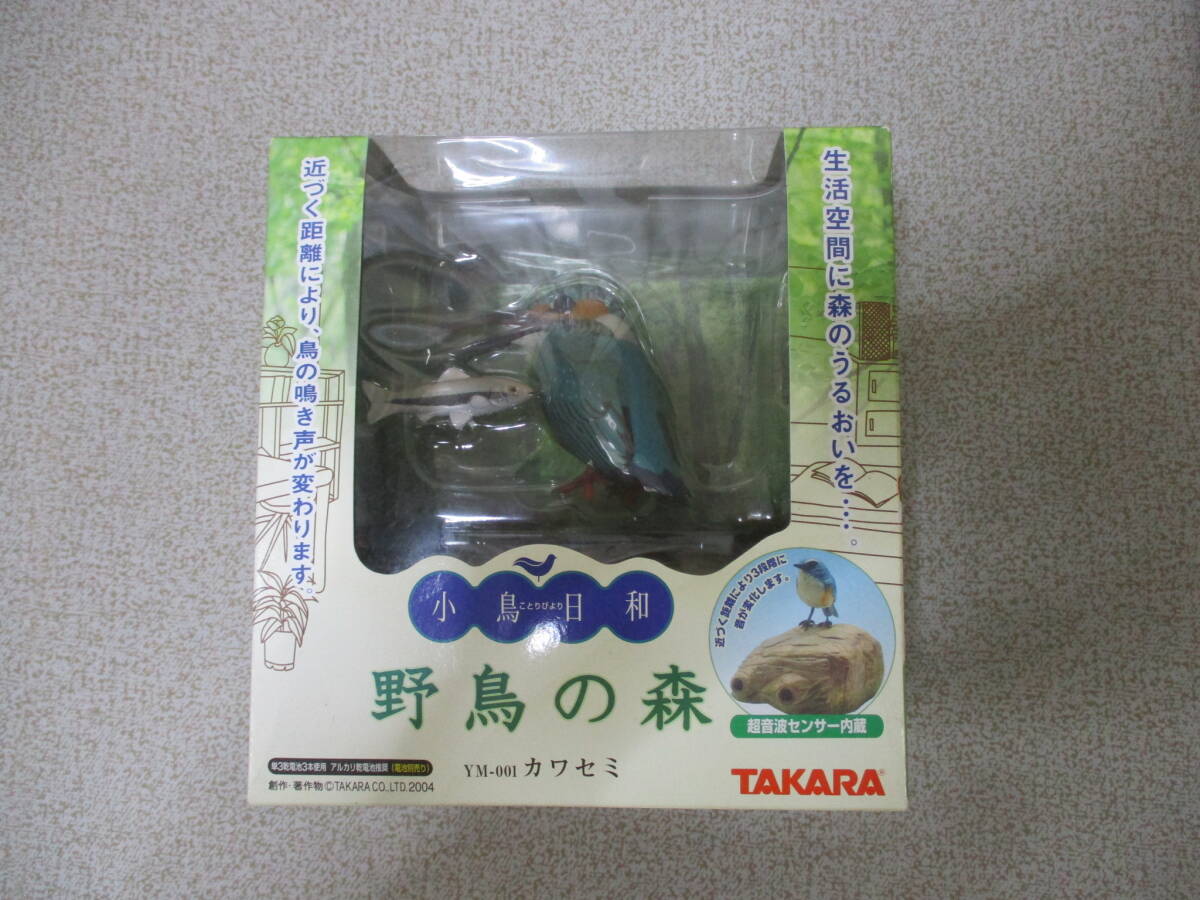 生活空間に森のうるおいを…。
近づく距離により、鳥の鳴き声が変わります。
小鳥日和
ことりびより
野鳥の森
近づく距離により3段階に
音が変化します。
超音波センサー内蔵
単3乾電池3本使用 アルカリ乾電池推奨 (電池別売り)
YM-001 カワセミ
創作・著作物©TAKARA CO.,LTD.2004
TAKARA®